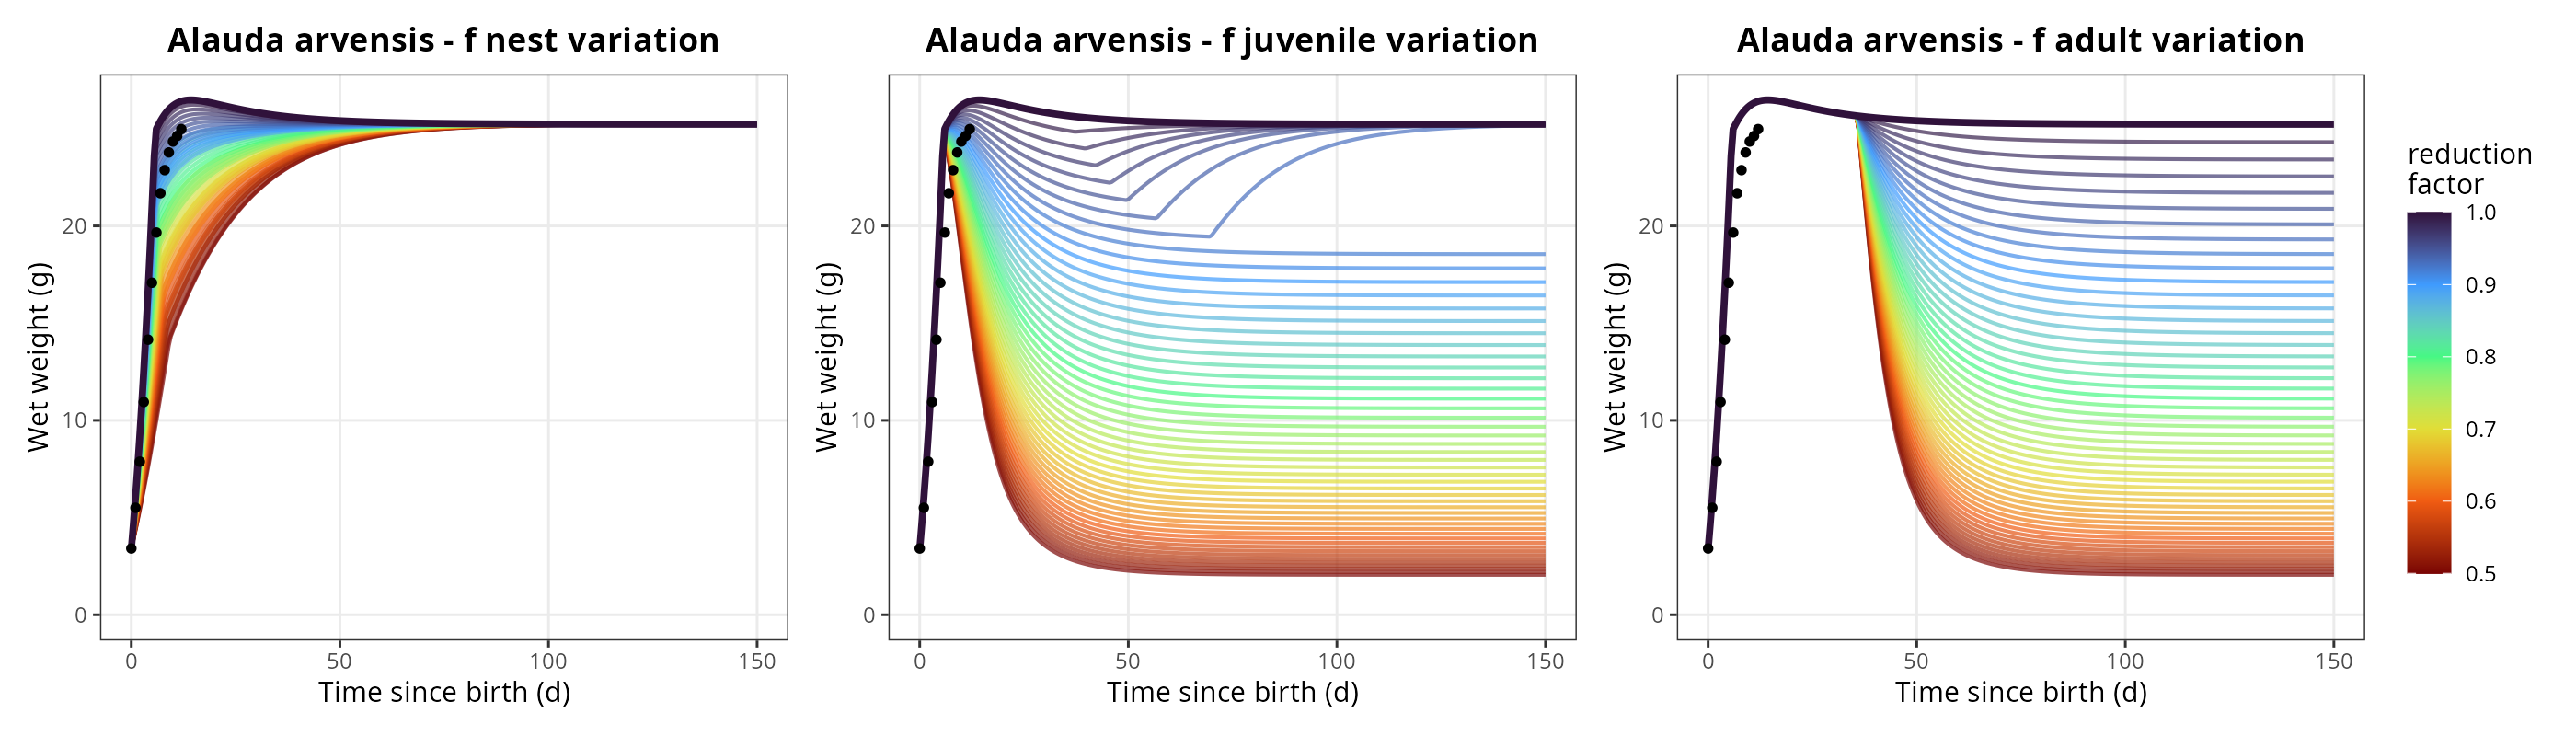 Alauda arvensis - f nest variation
Wet weight (g)
20
10
0
0 50 100 150
Time since birth (d)
Alauda arvensis - f juvenile variation
Wet weight (g)
20
10
0
0 50 100 150
Time since birth (d)
Alauda arvensis - f adult variation
Wet weight (g)
20
10
0
0 50 100 150
Time since birth (d)
reduction
factor
1.0
0.9
0.8
0.7
0.6
0.5